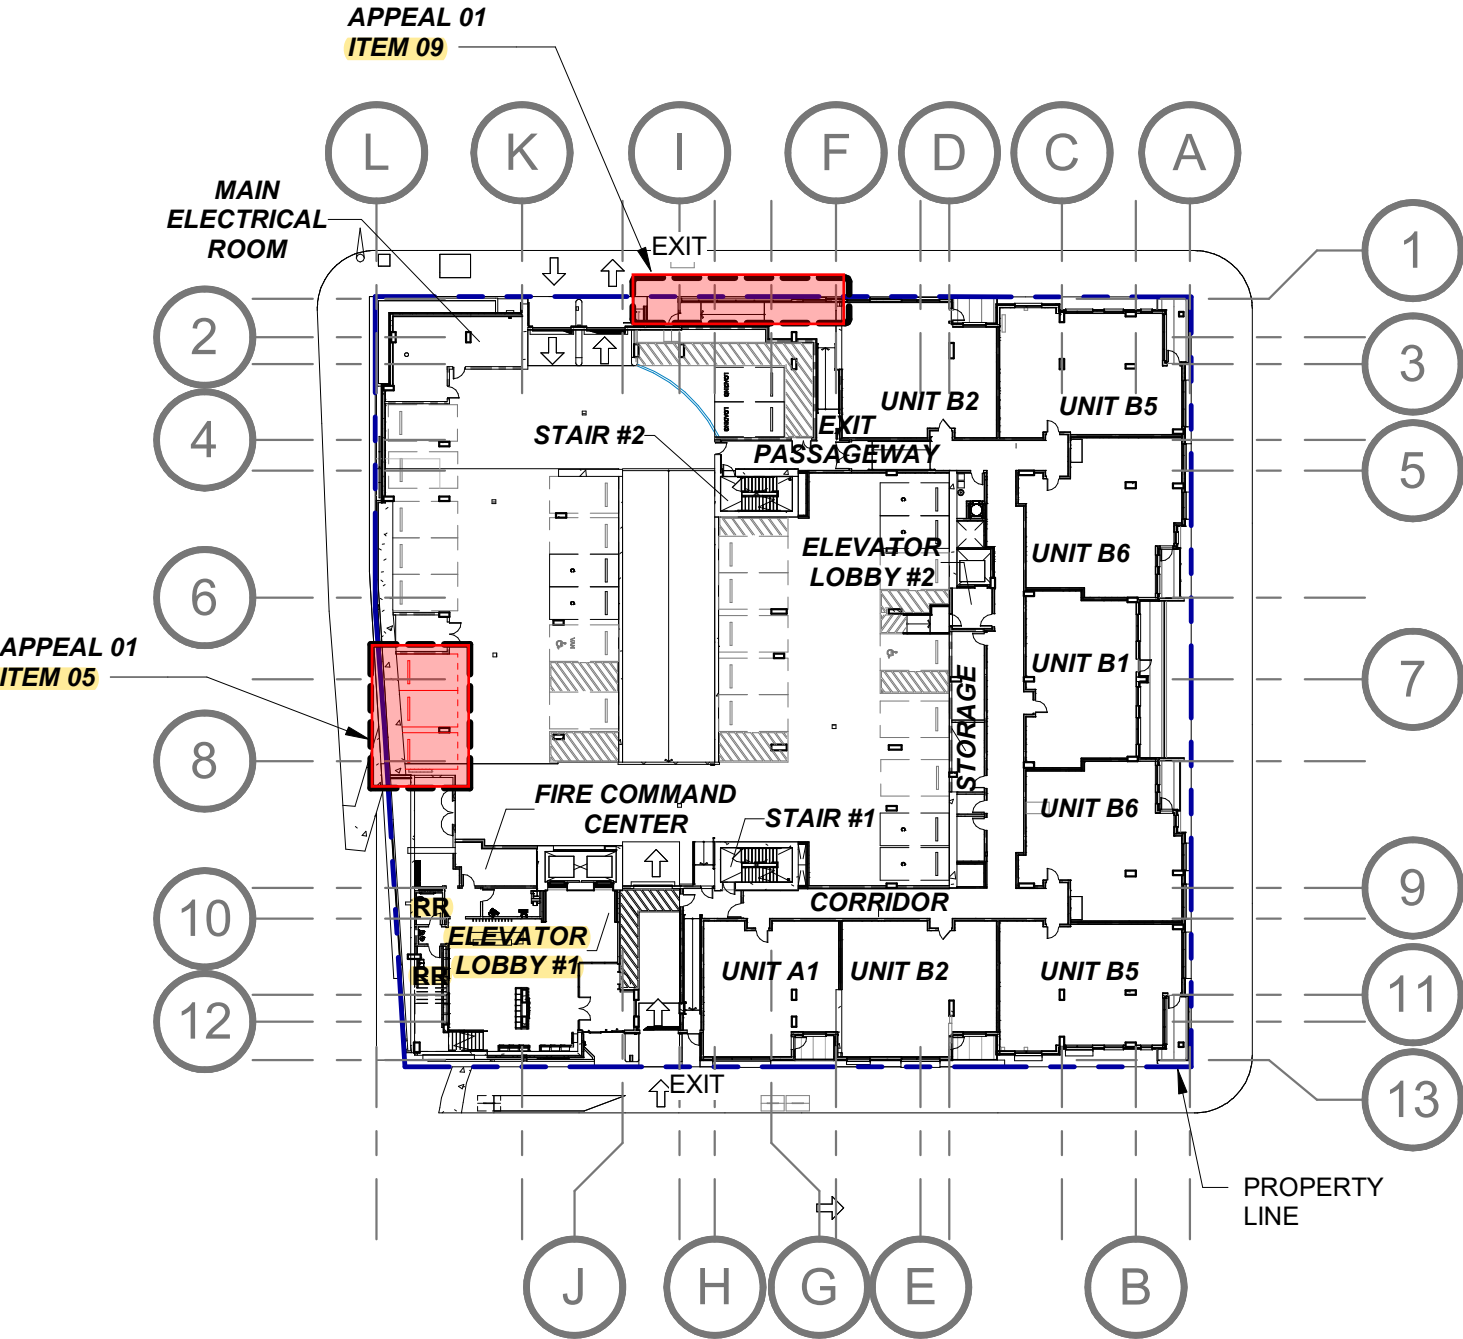 APPEAL 01
ITEM 09
L
K
I
F
D
C
A
MAIN
ELECTRICAL
ROOM
EXIT
1
2
3
4
5
UNIT B2
UNIT B5
LOADING
LOADING
STAIR #2
EXIT
PASSAGEWAY
ELEVATOR
LOBBY #2
UNIT B6
6
VAN
APPEAL 01
ITEM 05
UNIT B1
STORAGE
7
8
FIRE COMMAND
CENTER
STAIR #1
UNIT B6
9
10
RR
CORRIDOR
ELEVATOR
LOBBY #1
RR
UNIT A1
UNIT B2
UNIT B5
11
12
EXIT
13
PROPERTY
LINE
J
H
G
E
B